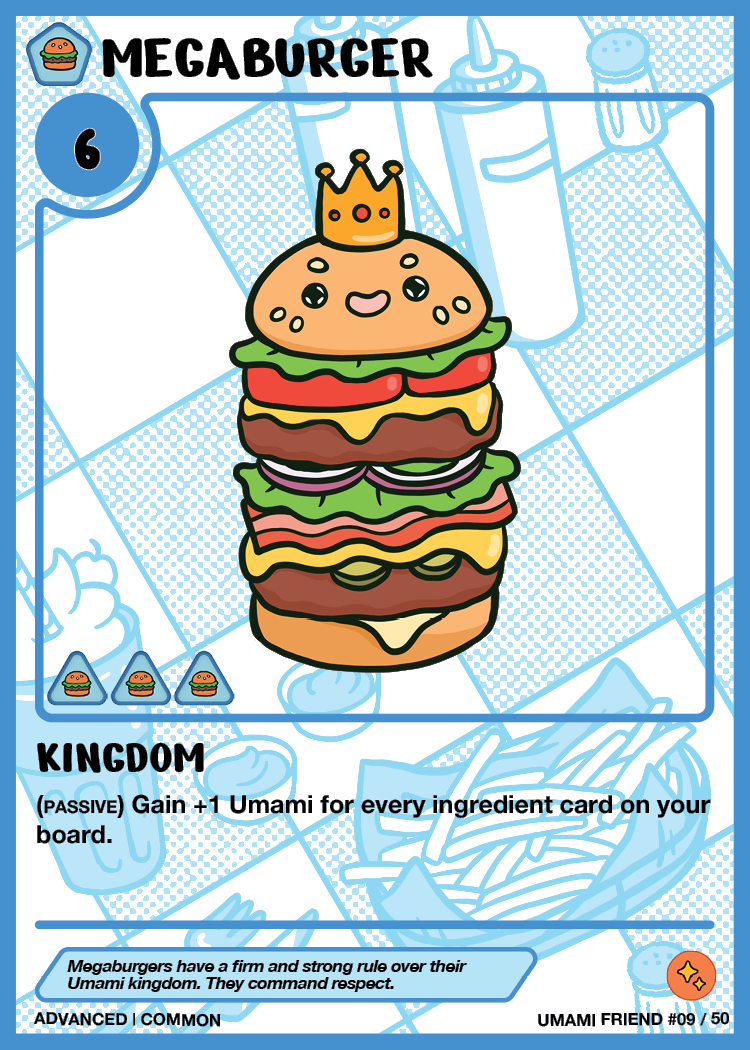 MEGABURGER
6
KINGDOM
(PASSIVE) Gain +1 Umami for every ingredient card on your
board.
Megaburgers have a firm and strong rule over their
Umami kingdom. They command respect.
ADVANCED | COMMON
UMAMI FRIEND #09 / 50